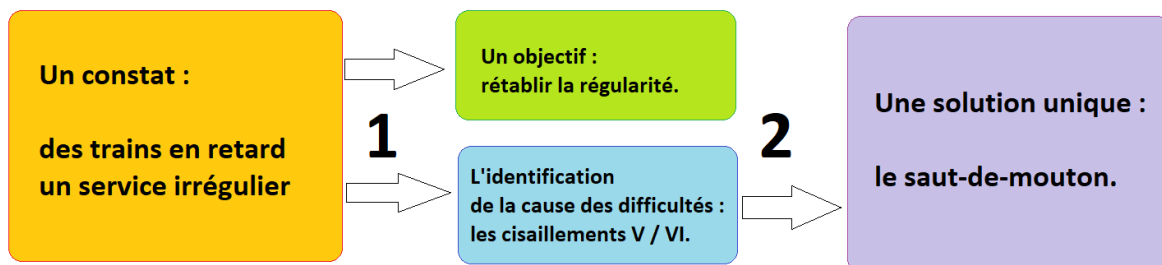 Un constat :
des trains en retard
un service irrégulier
1
Un objectif :
rétablir la régularité.
L'identification
de la cause des difficultés :
les cisaillements V / VI.
2
Une solution unique :
le saut-de-mouton.